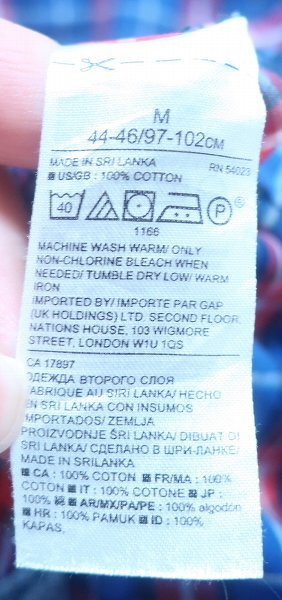 M
44-46/97-102CM
MADE IN SRI LANKA
RN 54023
US/GB: 100% COTTON
40 P
1166
MACHINE WASH WARM/ ONLY
NON-CHLORINE BLEACH WHEN
NEEDED/ TUMBLE DRY LOW/ WARM
IRON
IMPORTED BY/ IMPORTE PAR GAP
(UK HOLDINGS) LTD. SECOND FLOOR,
NATIONS HOUSE, 103 WIGMORE
STREET, LONDON W1U 1QS
CA 17897
ОДЕЖДА ВТОРОГО СЛОЯ
FABRIQUE AU SRI LANKA/ HECHO
EN SRI LANKA CON INSUMOS
IMPORTADOS/ ZEMLJA
PROIZVODNJE ŠRI LANKA/ DIBUAT DI
SRI LANKA/ СДЕЛАНО В ШРИ-ЛАНКЕ/
MADE IN SRILANKA
CA : 100% COTTON FR/MA : 100%
COTON IT : 100% COTONE JP :
100% AR/MX/PA/PE : 100% algodón
HR : 100% PAMUK ID : 100%
KAPAS.